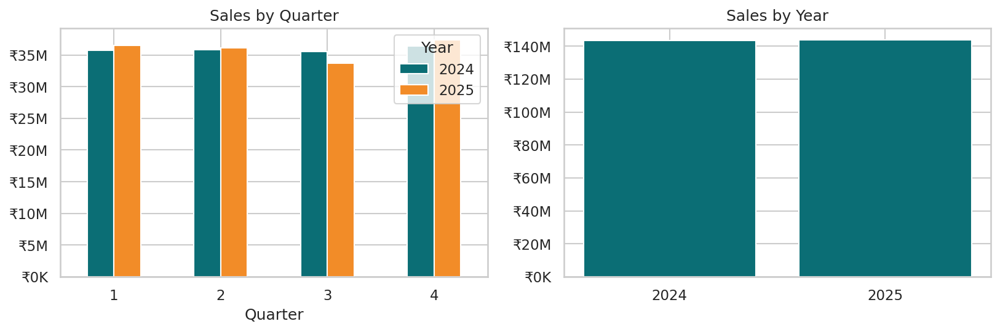 Sales by Quarter
₹35M
₹30M
₹25M
₹20M
₹15M
₹10M
₹5M
₹0K
1 2 3 4
Quarter
Year
2024
2025
Sales by Year
₹140M
₹120M
₹100M
₹80M
₹60M
₹40M
₹20M
₹0K
2024 2025